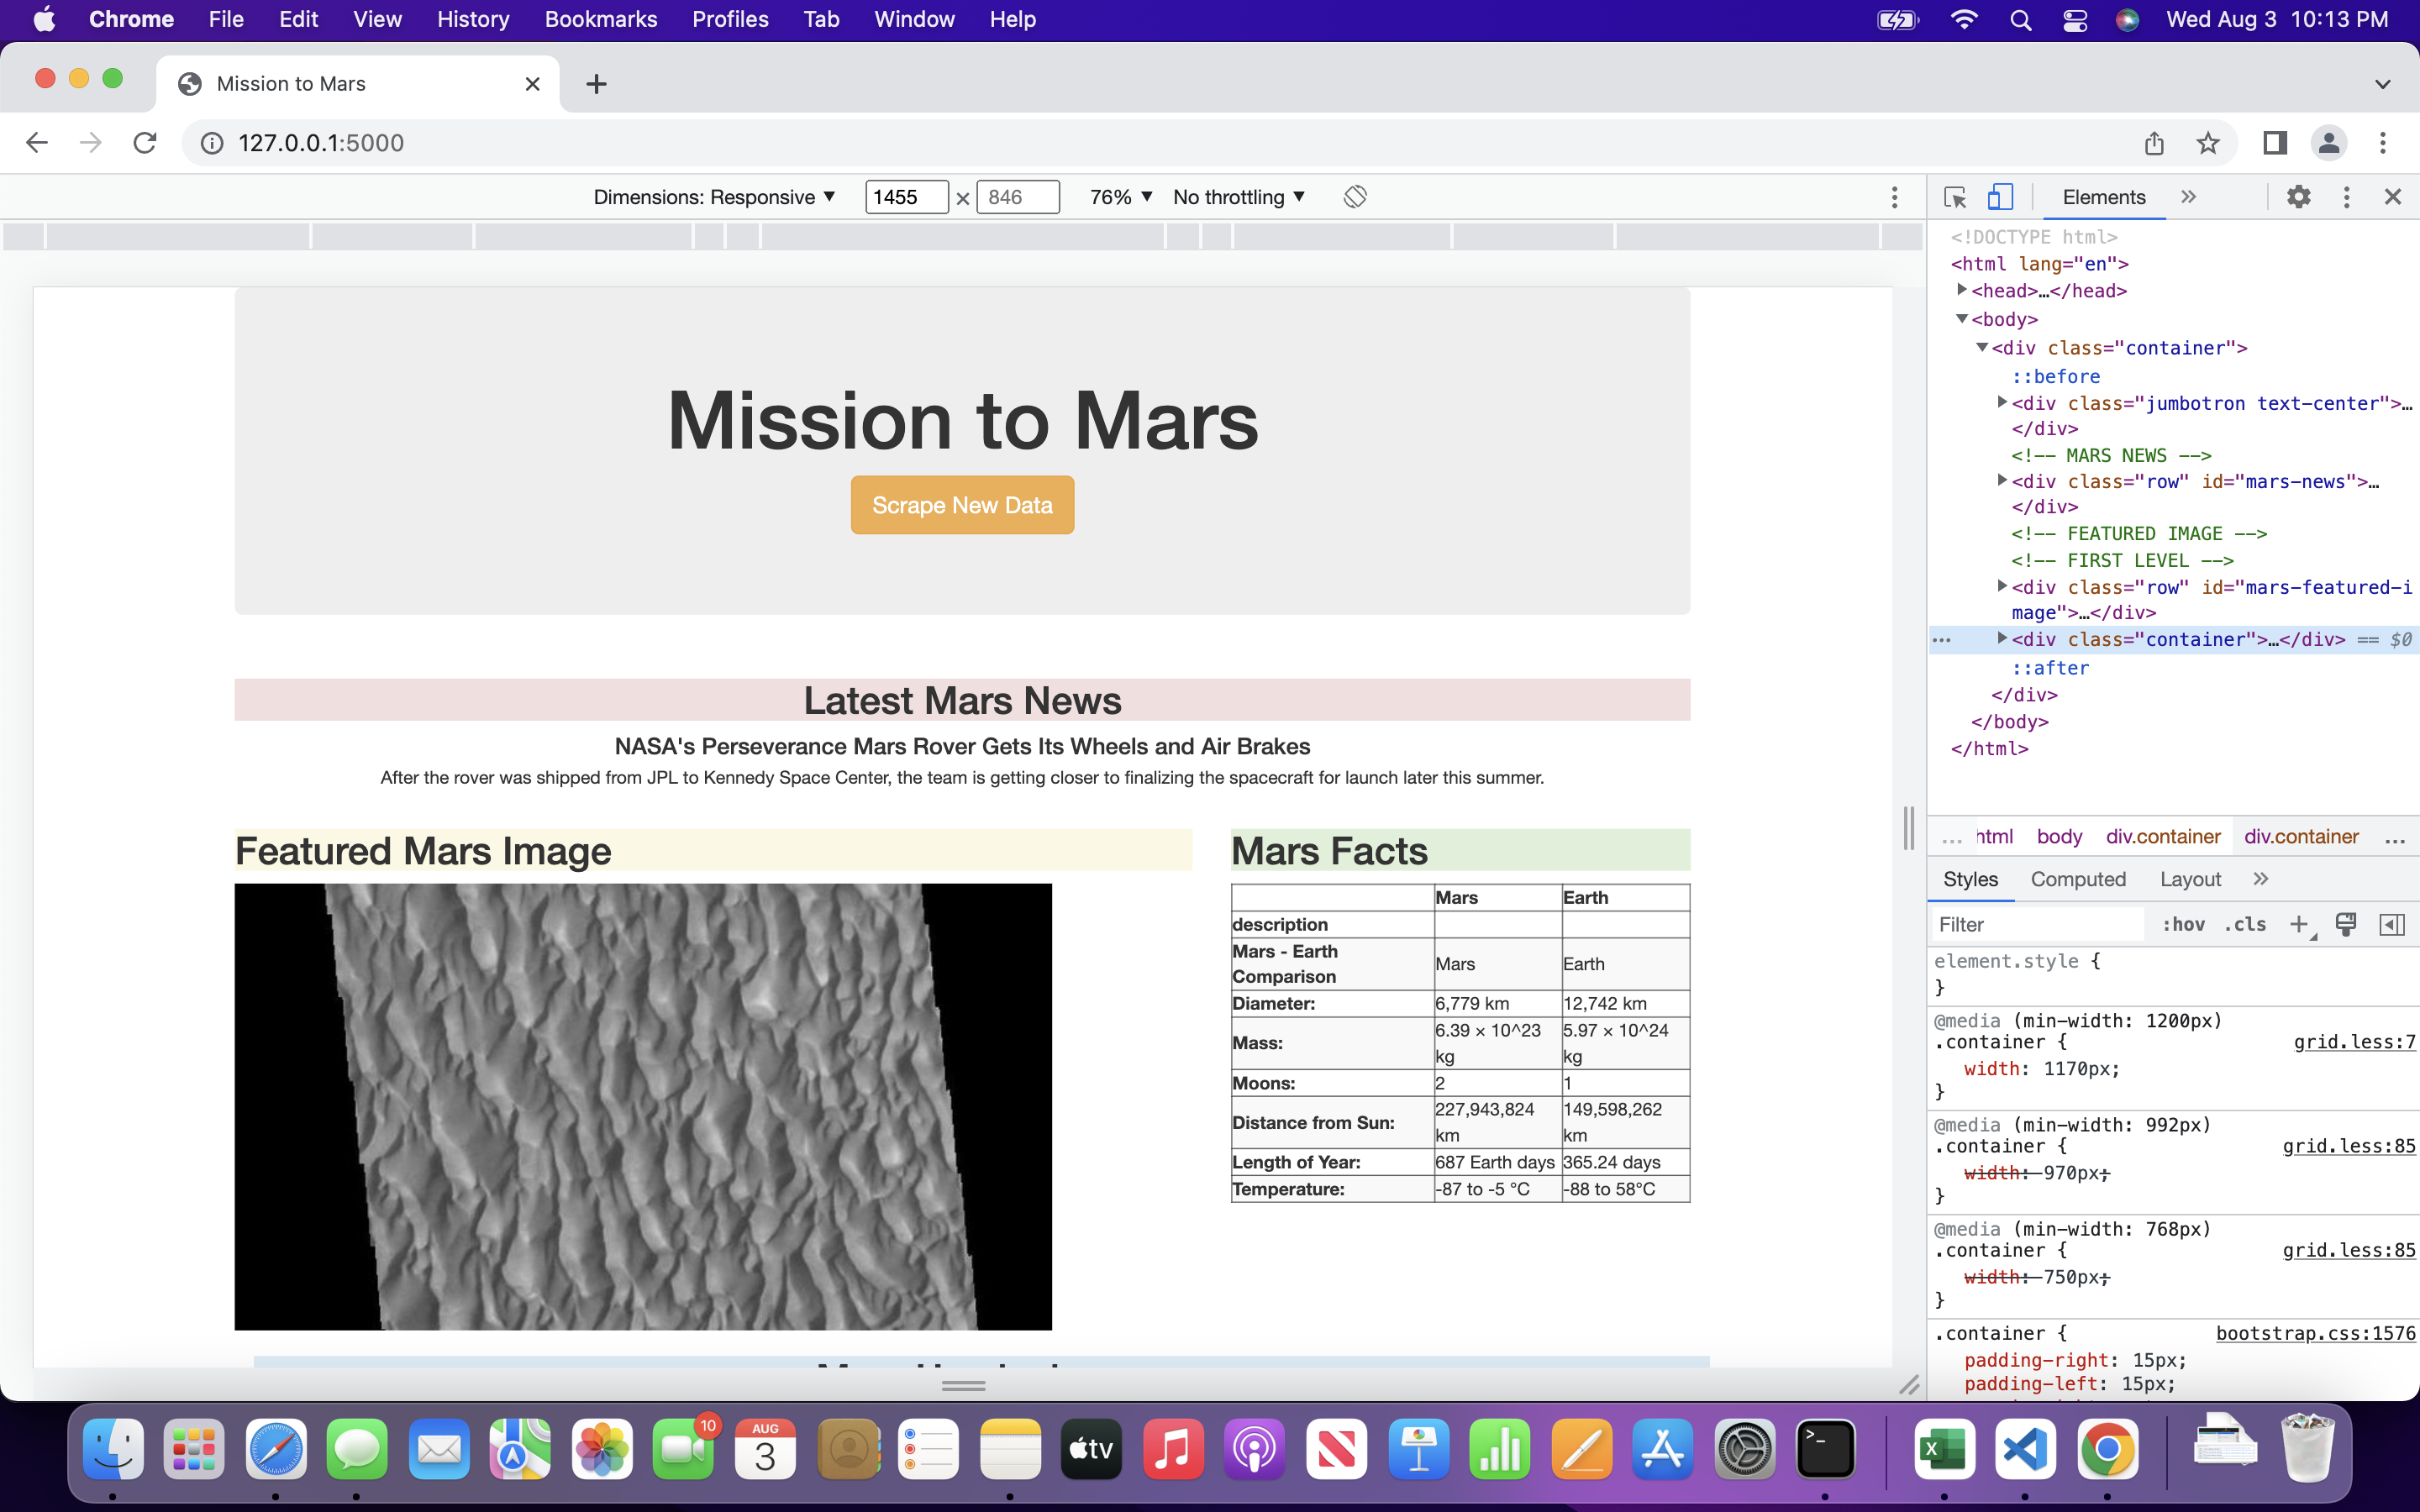 Chrome File Edit View History Bookmarks Profiles Tab Window Help Wed Aug 3 10:13 PM
Mission to Mars
127.0.0.1:5000
Dimensions: Responsive ▼ 1455 × 846 76% ▼ No throttling ▼
Mission to Mars
Scrape New Data
Latest Mars News
NASA's Perseverance Mars Rover Gets Its Wheels and Air Brakes
After the rover was shipped from JPL to Kennedy Space Center, the team is getting closer to finalizing the spacecraft for launch later this summer.
Featured Mars Image
Mars Facts
Mars Earth
description
Mars - Earth Comparison Mars Earth
Diameter: 6,779 km 12,742 km
Mass: 6.39 × 10^23 kg 5.97 × 10^24 kg
Moons: 2 1
Distance from Sun: 227,943,824 km 149,598,262 km
Length of Year: 687 Earth days 365.24 days
Temperature: -87 to -5 °C -88 to 58°C
Elements »
<!DOCTYPE html>
<html lang="en">
<head>…</head>
<body>
<div class="container">
::before
<div class="jumbotron text-center">…
</div>
<!-- MARS NEWS -->
<div class="row" id="mars-news">…
</div>
<!-- FEATURED IMAGE -->
<!-- FIRST LEVEL -->
<div class="row" id="mars-featured-i
mage">…</div>
… <div class="container">…</div> == $0
::after
</div>
</body>
</html>
… html body div.container div.container …
Styles Computed Layout »
Filter :hov .cls +
element.style {
}
@media (min-width: 1200px)
.container { grid.less:7
width: 1170px;
}
@media (min-width: 992px)
.container { grid.less:85
width: 970px;
}
@media (min-width: 768px)
.container { grid.less:85
width: 750px;
}
.container { bootstrap.css:1576
padding-right: 15px;
padding-left: 15px;
10
AUG
3
tv
>_
X